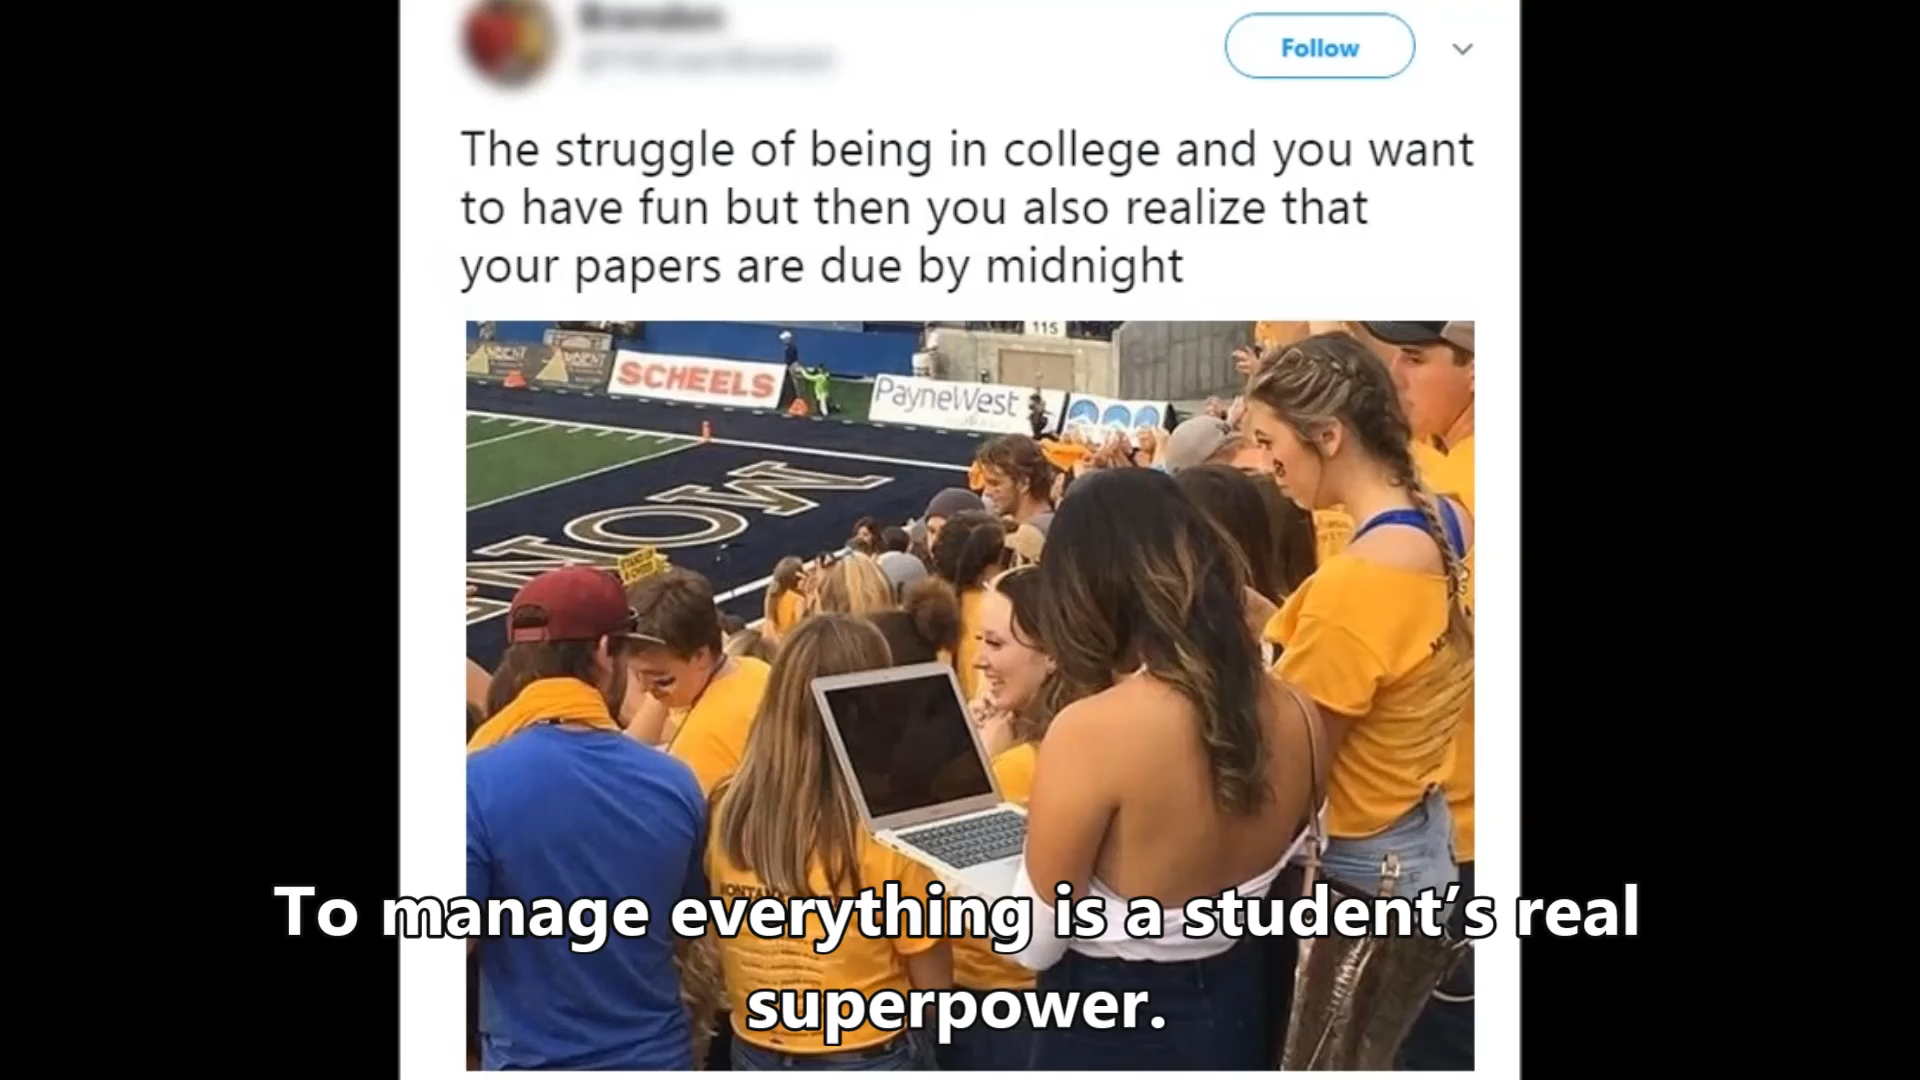 Follow
The struggle of being in college and you want
to have fun but then you also realize that
your papers are due by midnight
115
SCHEELS
PayneWest
To manage everything is a student’s real
superpower.